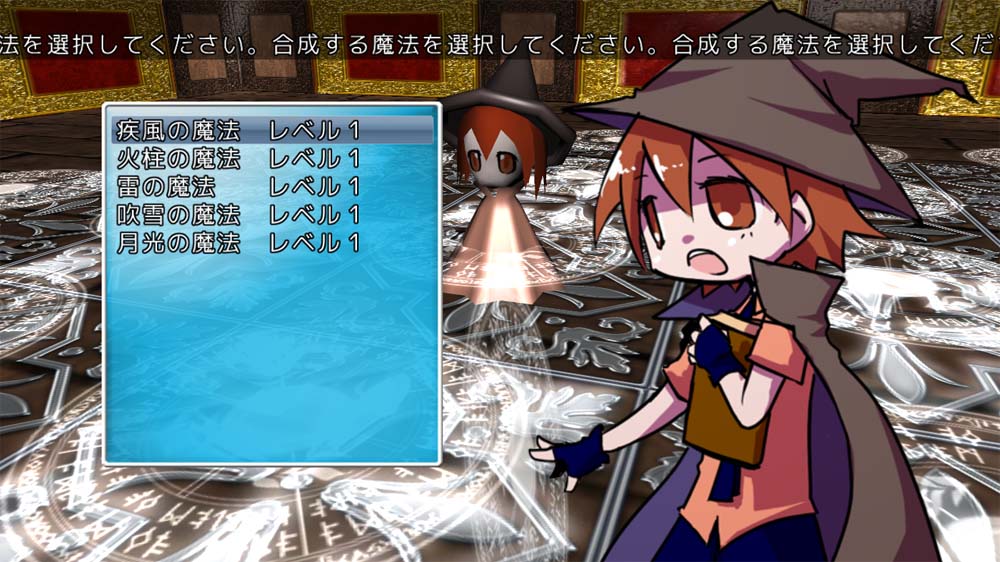 法を選択してください。合成する魔法を選択してください。合成する魔法を選択してくだ
疾風の魔法 レベル1
火柱の魔法 レベル1
雷の魔法 レベル1
吹雪の魔法 レベル1
月光の魔法 レベル1